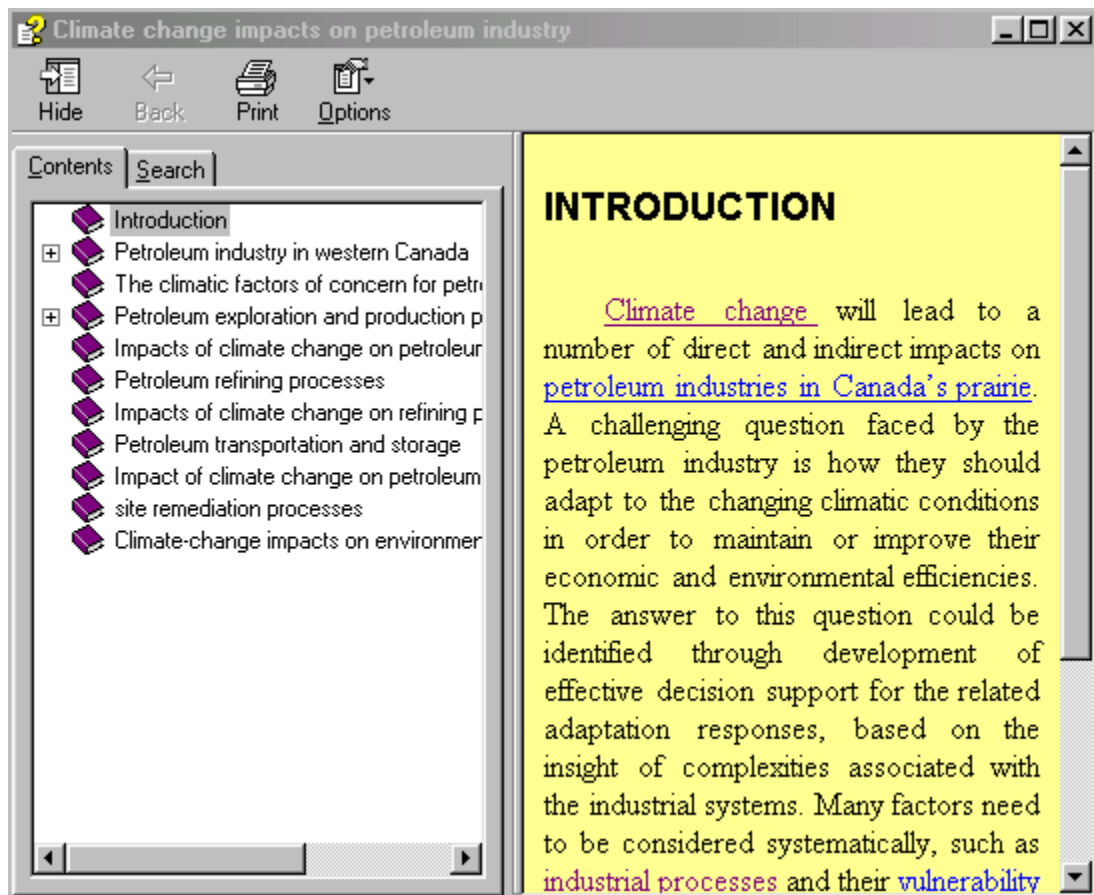 Climate change impacts on petroleum industry
Hide Back Print Options
Contents Search
Introduction
Petroleum industry in western Canada
The climatic factors of concern for petr
Petroleum exploration and production p
Impacts of climate change on petroleur
Petroleum refining processes
Impacts of climate change on refining p
Petroleum transportation and storage
Impact of climate change on petroleum
site remediation processes
Climate-change impacts on environmer
INTRODUCTION
Climate change will lead to a
number of direct and indirect impacts on
petroleum industries in Canada's prairie.
A challenging question faced by the
petroleum industry is how they should
adapt to the changing climatic conditions
in order to maintain or improve their
economic and environmental efficiencies.
The answer to this question could be
identified through development of
effective decision support for the related
adaptation responses, based on the
insight of complexities associated with
the industrial systems. Many factors need
to be considered systematically, such as
industrial processes and their vulnerability